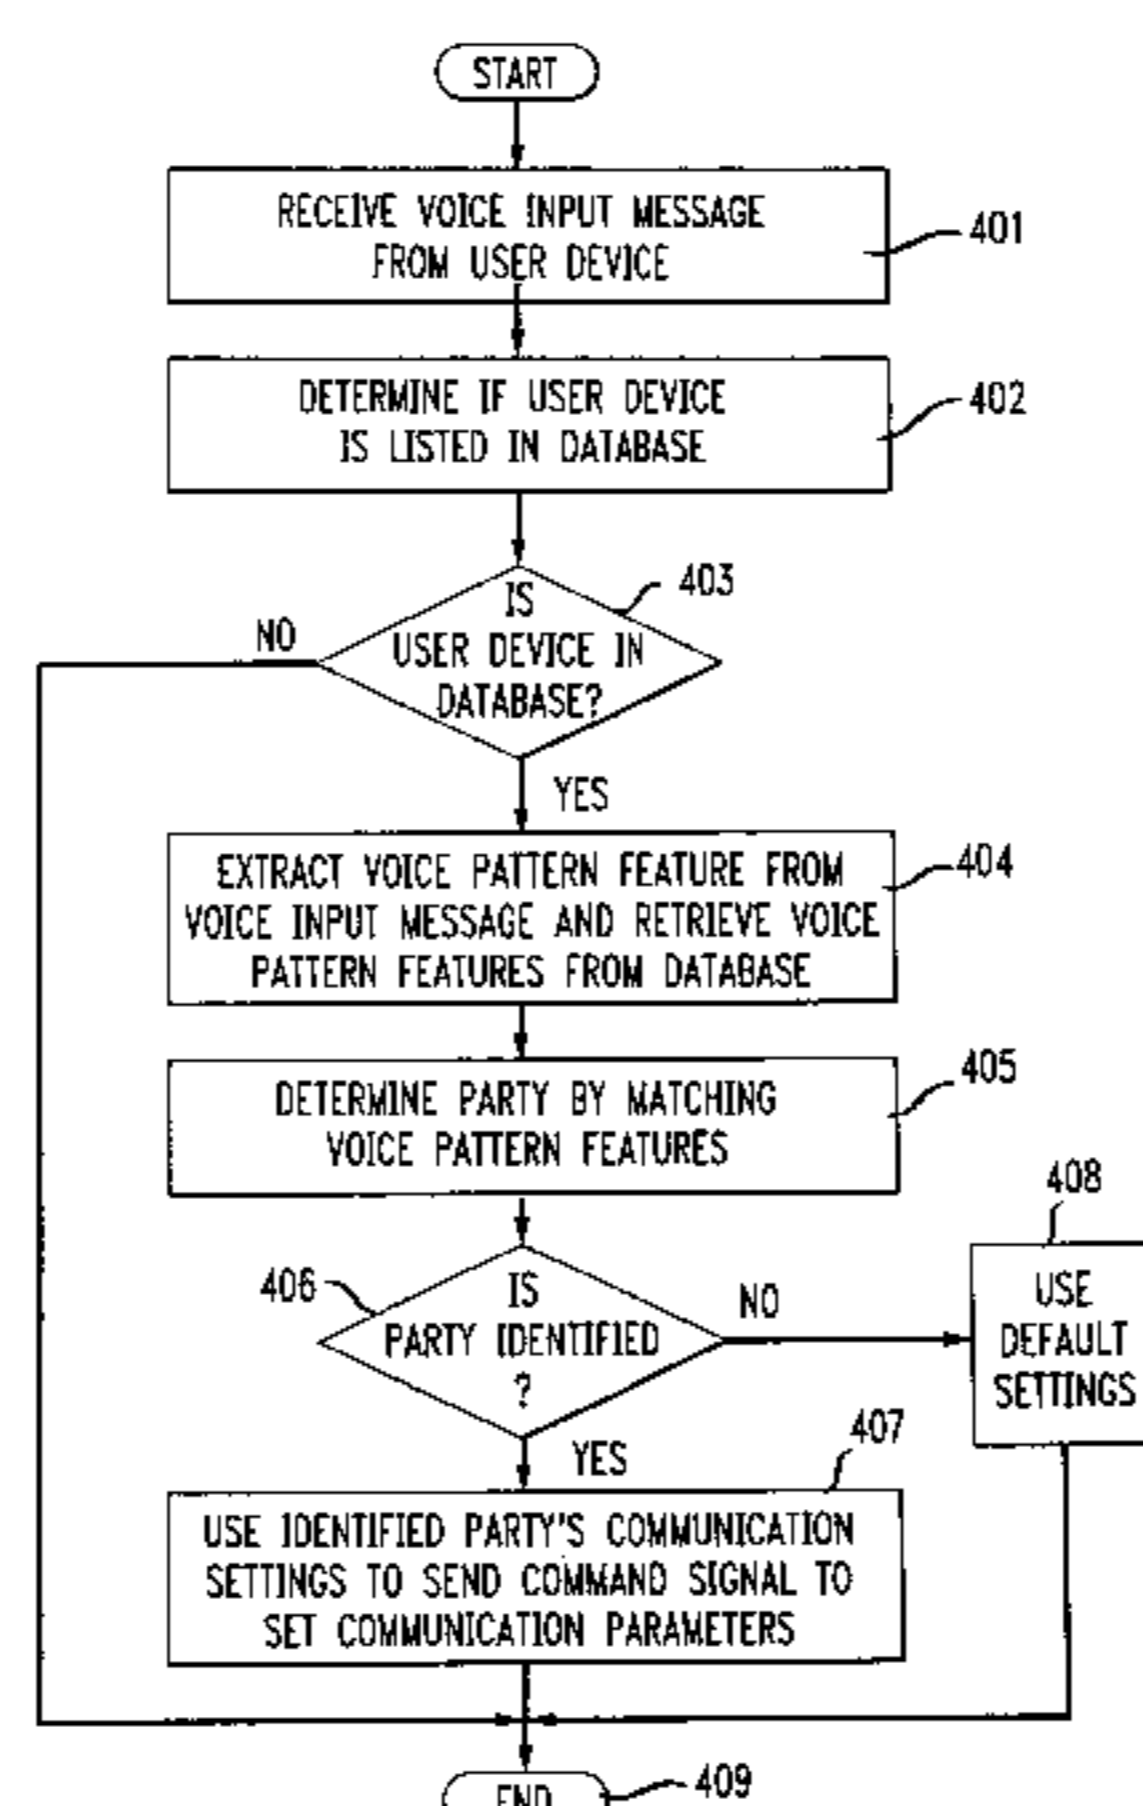 START
RECEIVE VOICE INPUT MESSAGE
FROM USER DEVICE
401
DETERMINE IF USER DEVICE
IS LISTED IN DATABASE
402
403
IS
USER DEVICE IN
DATABASE?
NO
YES
EXTRACT VOICE PATTERN FEATURE FROM
VOICE INPUT MESSAGE AND RETRIEVE VOICE
PATTERN FEATURES FROM DATABASE
404
DETERMINE PARTY BY MATCHING
VOICE PATTERN FEATURES
405
406
IS
PARTY IDENTIFIED
?
NO
408
USE
DEFAULT
SETTINGS
YES
407
USE IDENTIFIED PARTY'S COMMUNICATION
SETTINGS TO SEND COMMAND SIGNAL TO
SET COMMUNICATION PARAMETERS
END
409